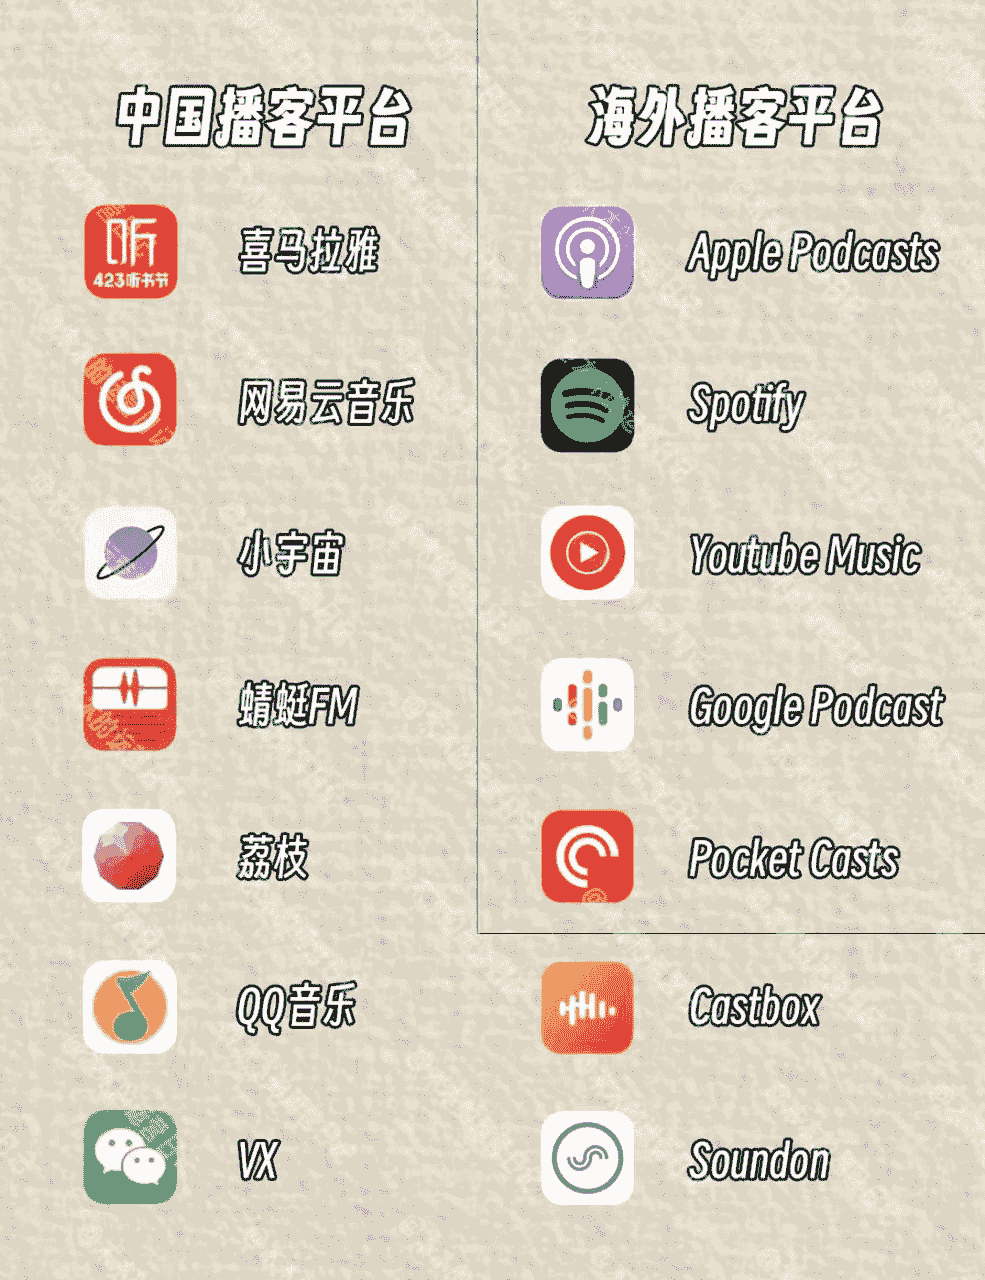 中国播客平台
听
423听书节
喜马拉雅
网易云音乐
小宇宙
蜻蜓FM
荔枝
QQ音乐
VX
海外播客平台
Apple Podcasts
Spotify
Youtube Music
Google Podcast
Pocket Casts
Castbox
Soundon